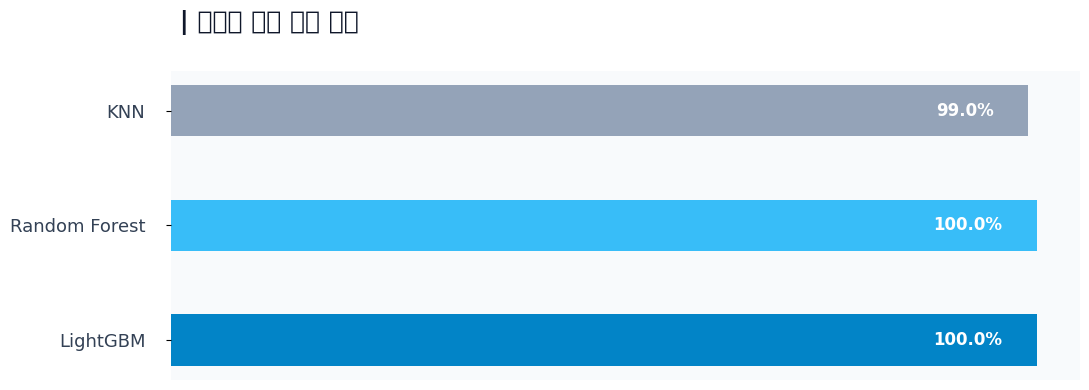 KNN
99.0%
Random Forest
100.0%
LightGBM
100.0%